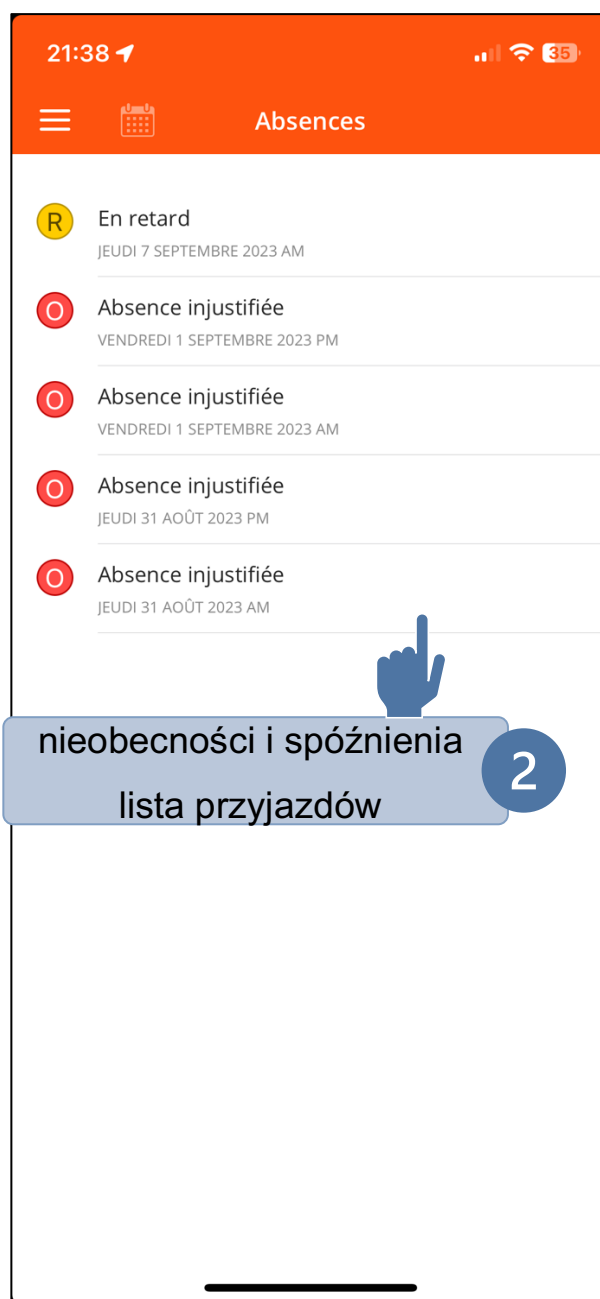 21:38
35
Absences
R
En retard
JEUDI 7 SEPTEMBRE 2023 AM
O
Absence injustifiée
VENDREDI 1 SEPTEMBRE 2023 PM
O
Absence injustifiée
VENDREDI 1 SEPTEMBRE 2023 AM
O
Absence injustifiée
JEUDI 31 AOÛT 2023 PM
O
Absence injustifiée
JEUDI 31 AOÛT 2023 AM
nieobecności i spóźnienia
lista przyjazdów
2